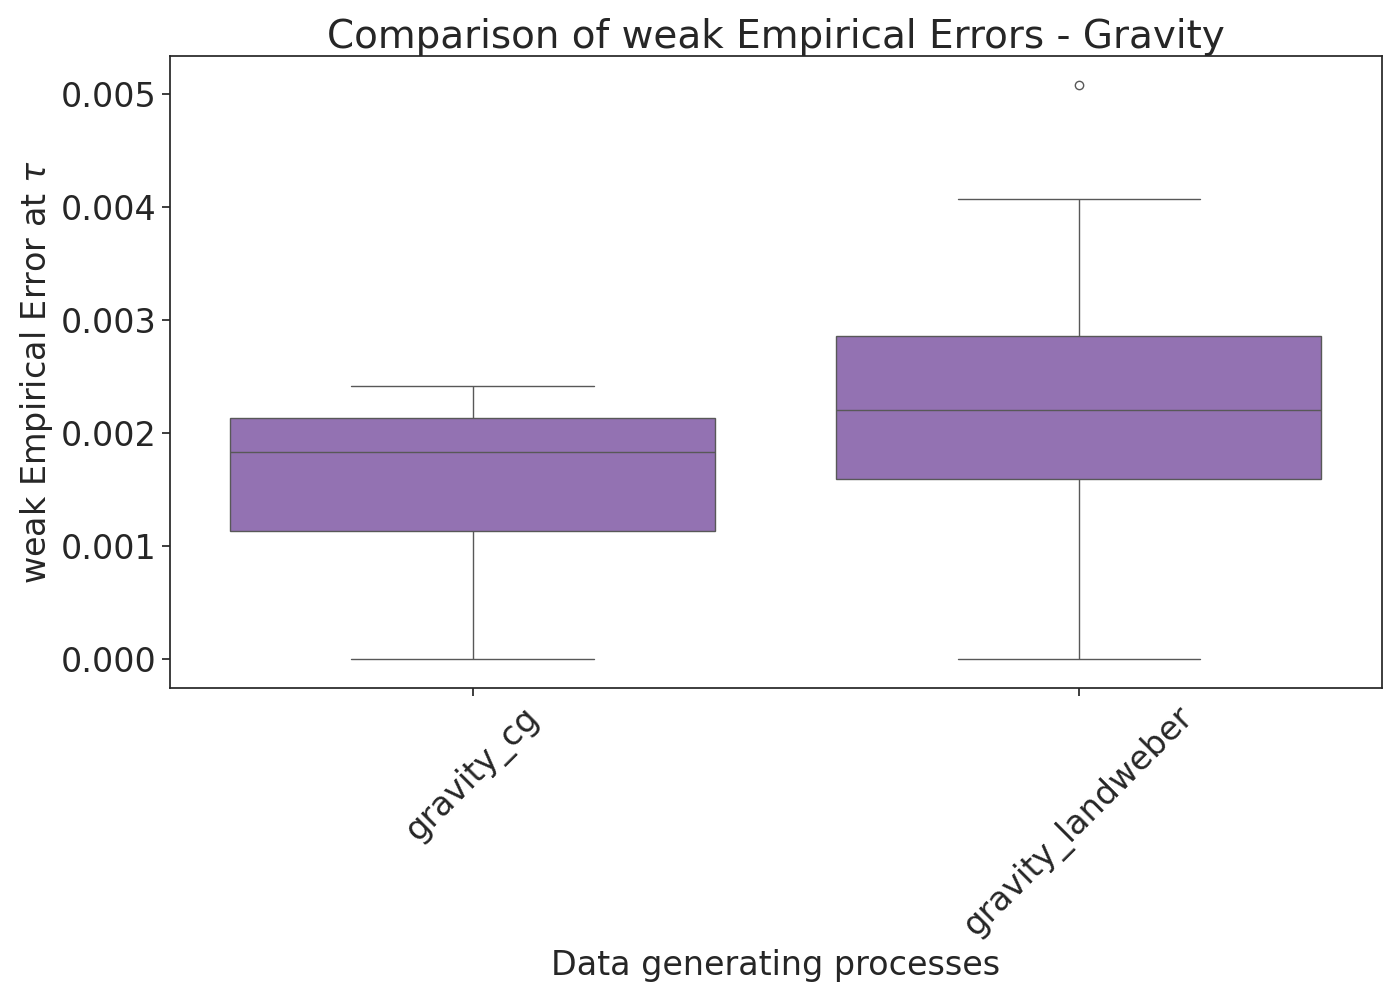 Comparison of weak Empirical Errors - Gravity
weak Empirical Error at τ
0.005
0.004
0.003
0.002
0.001
0.000
gravity_cg
gravity_landweber
Data generating processes